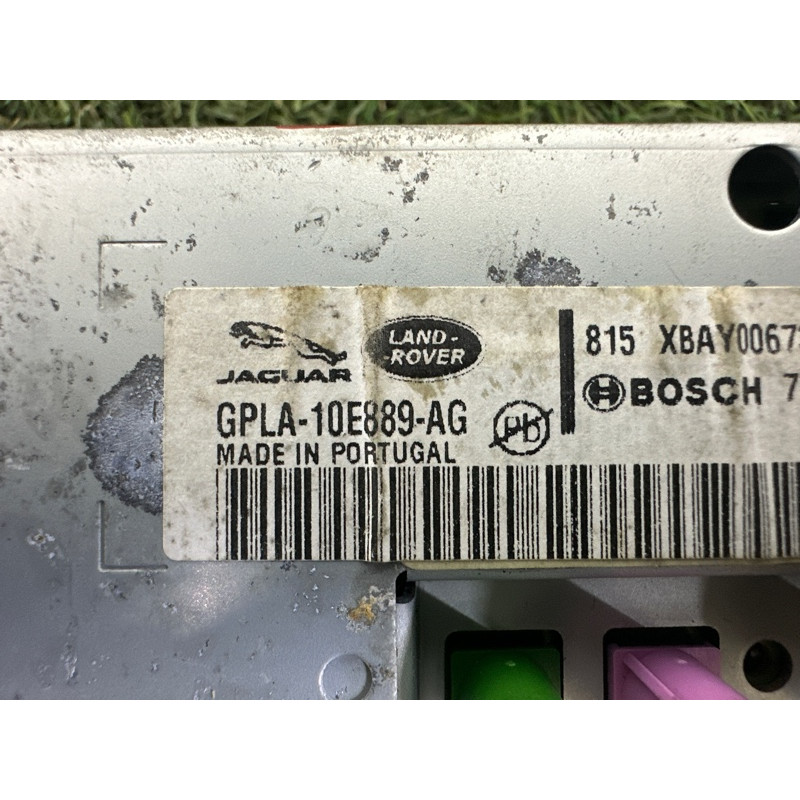 JAGUAR
LAND-
-ROVER
GPLA-10E889-AG
Pb
MADE IN PORTUGAL
815 XBAY0067
BOSCH 7